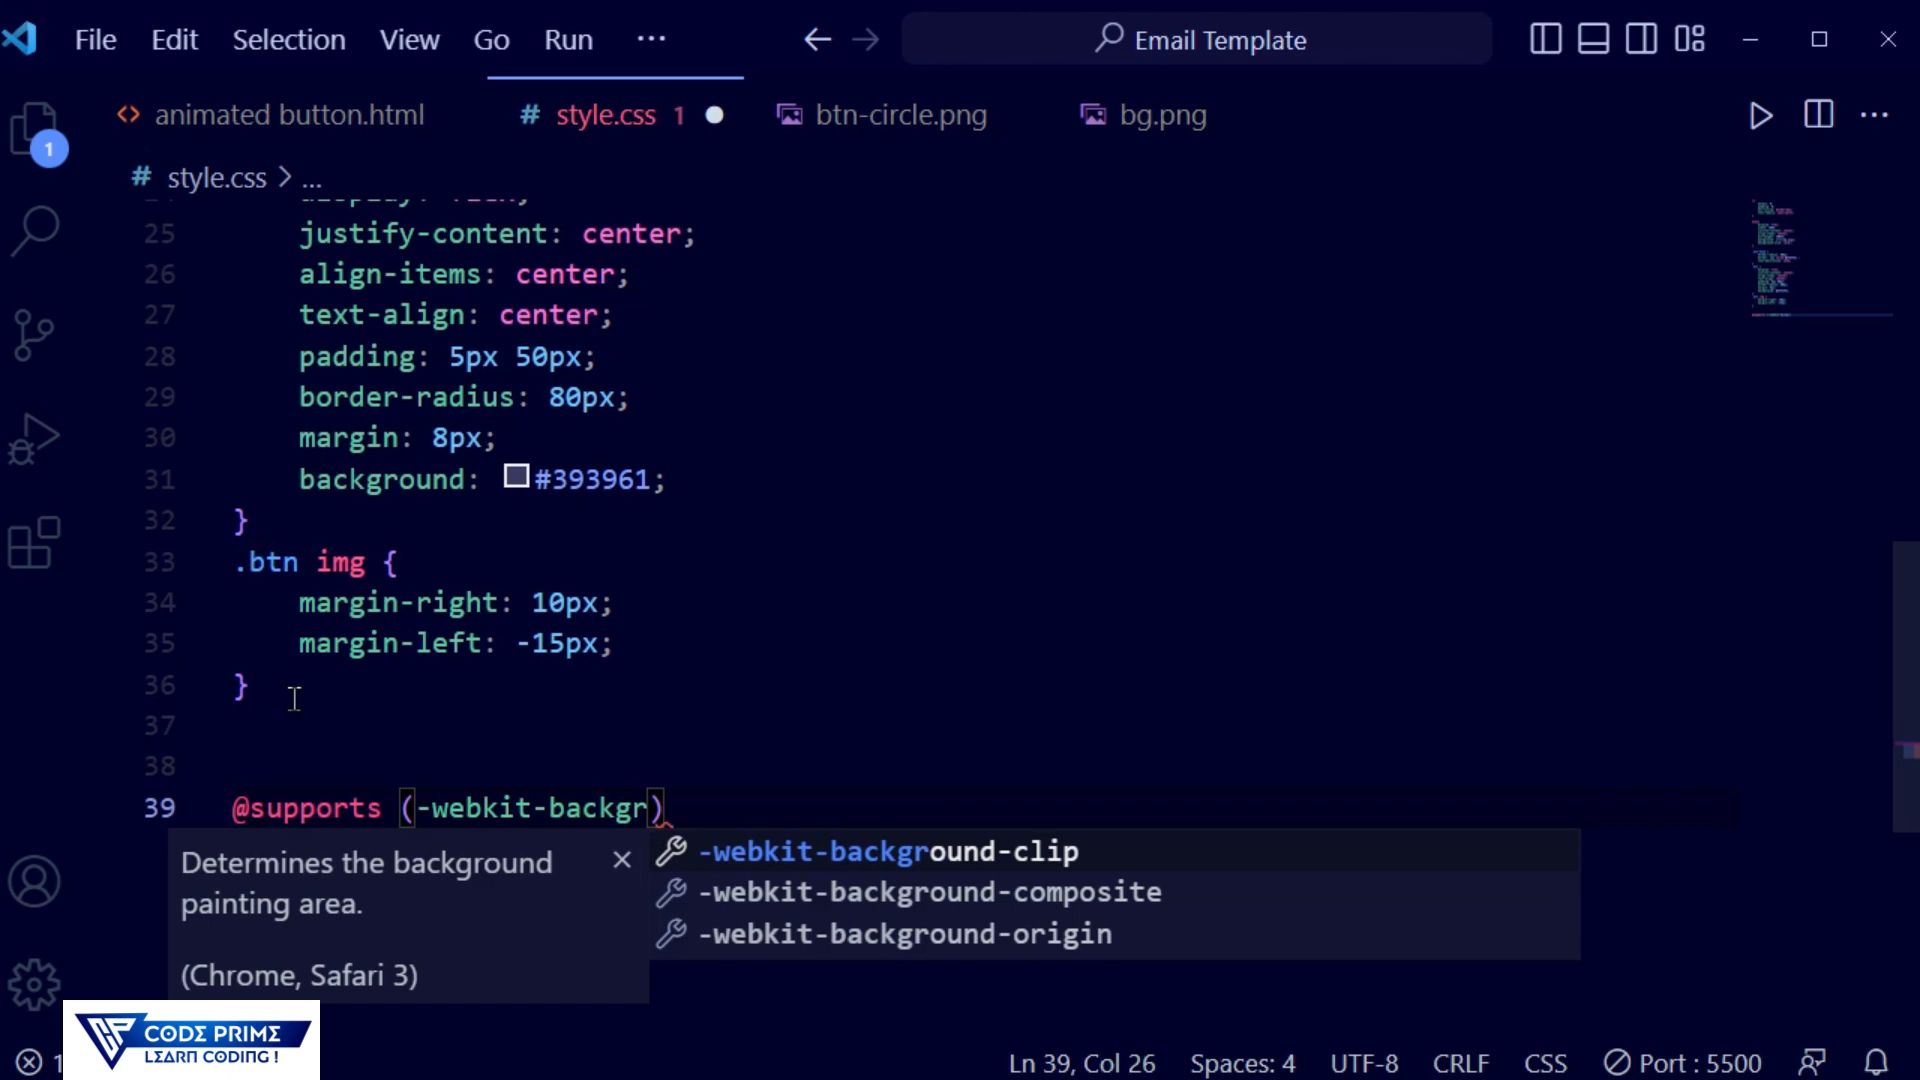 File Edit Selection View Go Run ... Email Template
animated button.html style.css 1 btn-circle.png bg.png
1
# style.css > ...
25 justify-content: center;
26 align-items: center;
27 text-align: center;
28 padding: 5px 50px;
29 border-radius: 80px;
30 margin: 8px;
31 background: #393961;
32 }
33 .btn img {
34 margin-right: 10px;
35 margin-left: -15px;
36 }
37
38
39 @supports (-webkit-backgr)
Determines the background
painting area.
(Chrome, Safari 3)
-webkit-background-clip
-webkit-background-composite
-webkit-background-origin
CODE PRIME
LEARN CODING !
1 Ln 39, Col 26 Spaces: 4 UTF-8 CRLF CSS Port : 5500